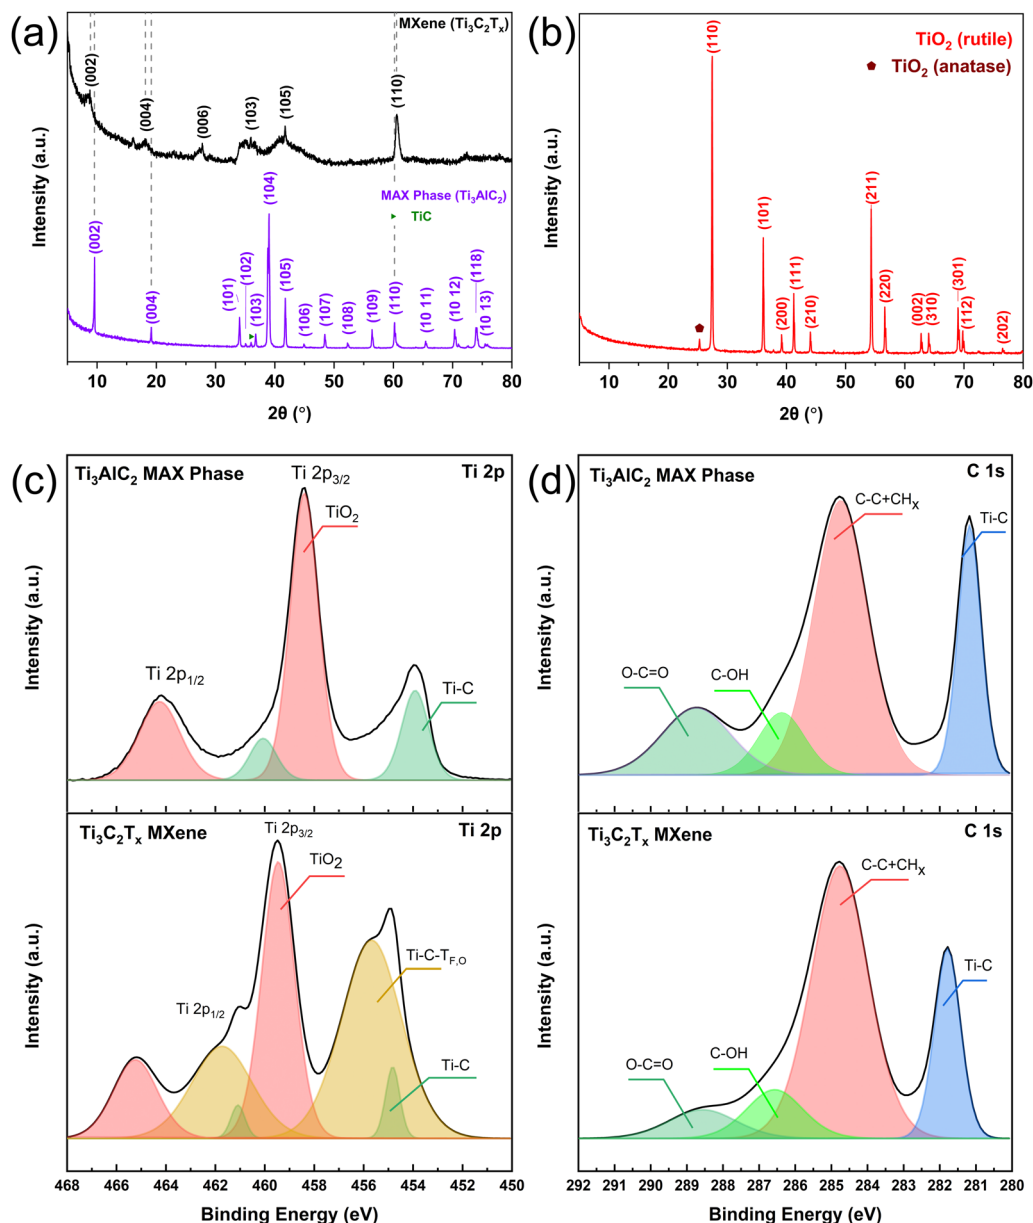 (a)
MXene (Ti₃C₂Tₓ)
(002)
(004)
(006)
(103)
(105)
(110)
MAX Phase (Ti₃AlC₂)
TiC
(002)
(004)
(101)
(102)
(103)
(104)
(105)
(106)
(107)
(108)
(109)
(110)
(10 11)
(10 12)
(118)
(10 13)
Intensity (a.u.)
10 20 30 40 50 60 70 80
2θ (°)
(b)
TiO₂ (rutile)
TiO₂ (anatase)
(110)
(101)
(200)
(111)
(210)
(211)
(220)
(002)
(310)
(301)
(112)
(202)
Intensity (a.u.)
10 20 30 40 50 60 70 80
2θ (°)
(c)
Ti₃AlC₂ MAX Phase
Ti 2p
Ti 2p₃/₂
TiO₂
Ti 2p₁/₂
Ti-C
Intensity (a.u.)
Ti₃C₂Tₓ MXene
Ti 2p
Ti 2p₃/₂
TiO₂
Ti-C-T_F,O
Ti 2p₁/₂
Ti-C
Intensity (a.u.)
468 466 464 462 460 458 456 454 452 450
Binding Energy (eV)
(d)
Ti₃AlC₂ MAX Phase
C 1s
C-C+CHₓ
Ti-C
O-C=O
C-OH
Intensity (a.u.)
Ti₃C₂Tₓ MXene
C 1s
C-C+CHₓ
Ti-C
O-C=O
C-OH
Intensity (a.u.)
292 291 290 289 288 287 286 285 284 283 282 281 280
Binding Energy (eV)